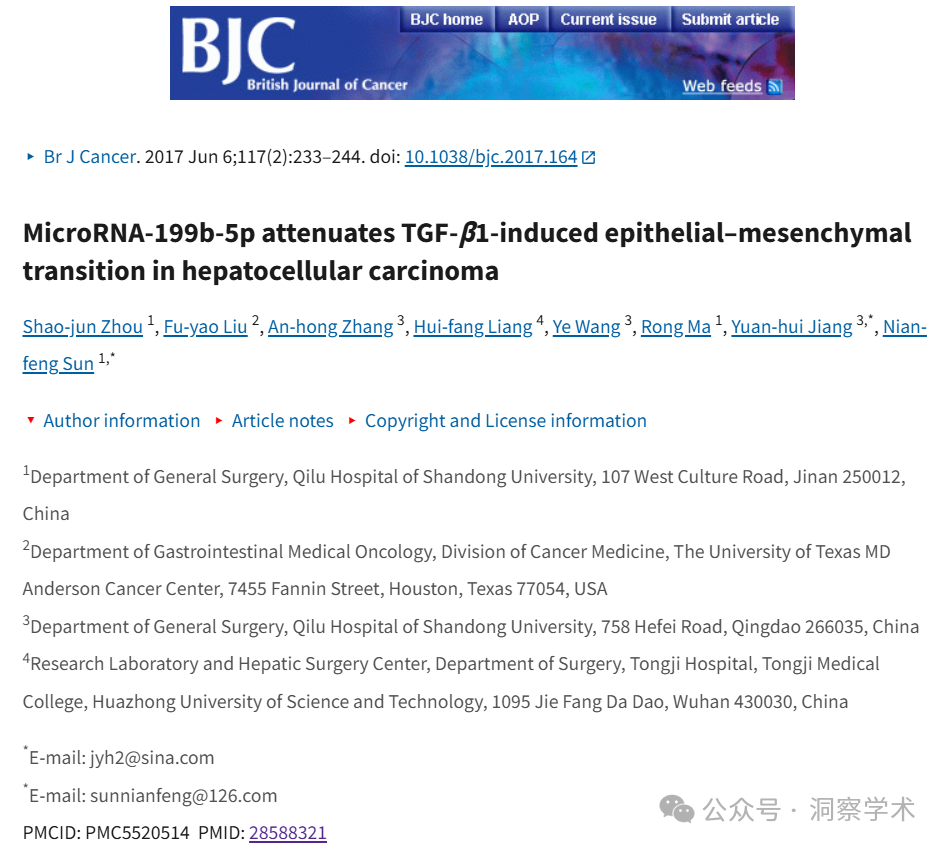 BJC home AOP Current issue Submit article
BJC
British Journal of Cancer
Web feeds
Br J Cancer. 2017 Jun 6;117(2):233–244. doi: 10.1038/bjc.2017.164
MicroRNA-199b-5p attenuates TGF-β1-induced epithelial–mesenchymal
transition in hepatocellular carcinoma
Shao-jun Zhou 1, Fu-yao Liu 2, An-hong Zhang 3, Hui-fang Liang 4, Ye Wang 3, Rong Ma 1, Yuan-hui Jiang 3,*, Nian-
feng Sun 1,*
Author information Article notes Copyright and License information
1Department of General Surgery, Qilu Hospital of Shandong University, 107 West Culture Road, Jinan 250012,
China
2Department of Gastrointestinal Medical Oncology, Division of Cancer Medicine, The University of Texas MD
Anderson Cancer Center, 7455 Fannin Street, Houston, Texas 77054, USA
3Department of General Surgery, Qilu Hospital of Shandong University, 758 Hefei Road, Qingdao 266035, China
4Research Laboratory and Hepatic Surgery Center, Department of Surgery, Tongji Hospital, Tongji Medical
College, Huazhong University of Science and Technology, 1095 Jie Fang Da Dao, Wuhan 430030, China
*E-mail: jyh2@sina.com
*E-mail: sunnianfeng@126.com
公众号 · 洞察学术
PMCID: PMC5520514 PMID: 28588321